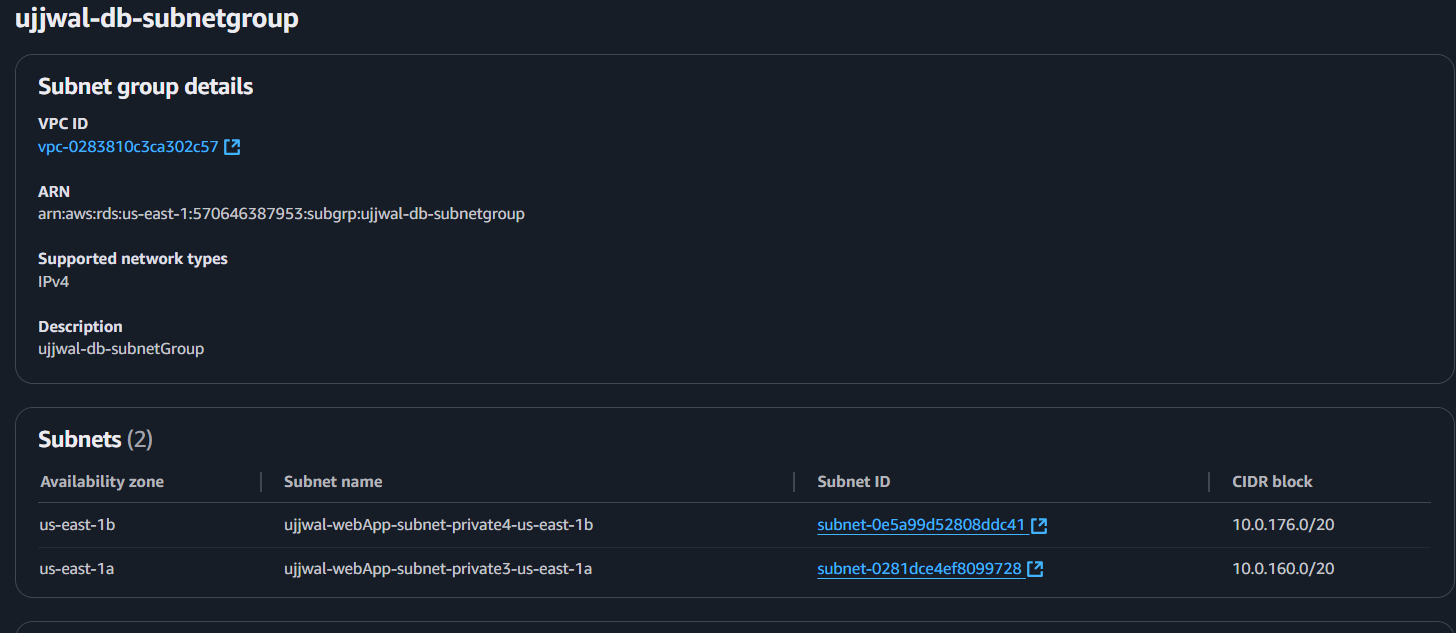 ujjwal-db-subnetgroup
Subnet group details
VPC ID
vpc-0283810c3ca302c57
ARN
arn:aws:rds:us-east-1:570646387953:subgrp:ujjwal-db-subnetgroup
Supported network types
IPv4
Description
ujjwal-db-subnetGroup
Subnets (2)
Availability zone Subnet name Subnet ID CIDR block
us-east-1b ujjwal-webApp-subnet-private4-us-east-1b subnet-0e5a99d52808ddc41 10.0.176.0/20
us-east-1a ujjwal-webApp-subnet-private3-us-east-1a subnet-0281dce4ef8099728 10.0.160.0/20